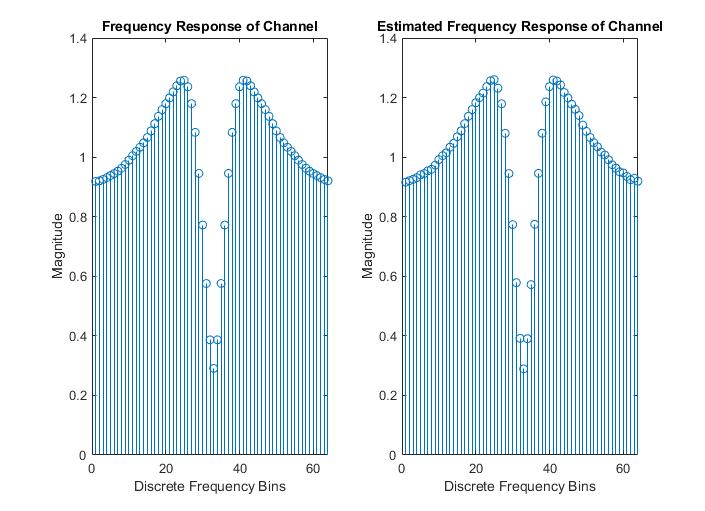 Frequency Response of Channel
1.4
1.2
1
0.8
0.6
0.4
0.2
0
Magnitude
0 20 40 60
Discrete Frequency Bins
Estimated Frequency Response of Channel
1.4
1.2
1
0.8
0.6
0.4
0.2
0
Magnitude
0 20 40 60
Discrete Frequency Bins